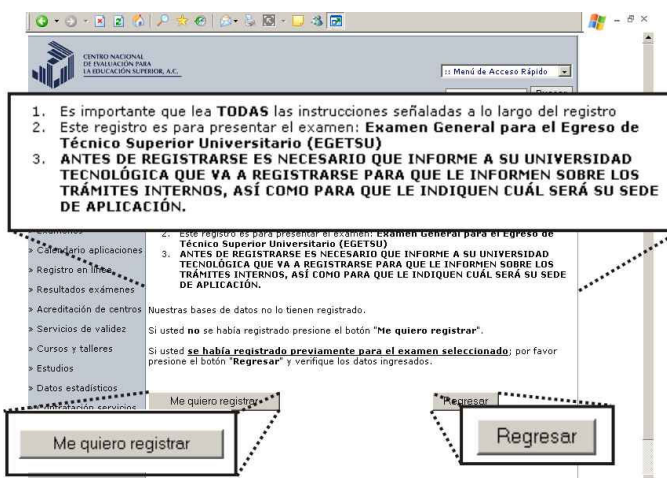 CENTRO NACIONAL
DE EVALUACIÓN PARA
LA EDUCACIÓN SUPERIOR, A.C.
:: Menú de Acceso Rápido
1. Es importante que lea TODAS las instrucciones señaladas a lo largo del registro
2. Este registro es para presentar el examen: Examen General para el Egreso de
Técnico Superior Universitario (EGETSU)
3. ANTES DE REGISTRARSE ES NECESARIO QUE INFORME A SU UNIVERSIDAD
TECNOLÓGICA QUE VA A REGISTRARSE PARA QUE LE INFORMEN SOBRE LOS
TRÁMITES INTERNOS, ASÍ COMO PARA QUE LE INDIQUEN CUÁL SERÁ SU SEDE
DE APLICACIÓN.
» Calendario aplicaciones
» Registro en línea
» Resultados exámenes
» Acreditación de centros
» Servicios de validez
» Cursos y talleres
» Estudios
» Datos estadísticos
2. Este registro es para presentar el examen: Examen General para el Egreso de
Técnico Superior Universitario (EGETSU)
3. ANTES DE REGISTRARSE ES NECESARIO QUE INFORME A SU UNIVERSIDAD
TECNOLÓGICA QUE VA A REGISTRARSE PARA QUE LE INFORMEN SOBRE LOS
TRÁMITES INTERNOS, ASÍ COMO PARA QUE LE INDIQUEN CUÁL SERÁ SU SEDE
DE APLICACIÓN.
Nuestras bases de datos no lo tienen registrado.
Si usted no se había registrado presione el botón "Me quiero registrar".
Si usted se había registrado previamente para el examen seleccionado; por favor
presione el botón "Regresar" y verifique los datos ingresados.
Me quiero registrar
Regresar
Me quiero registrar
Regresar